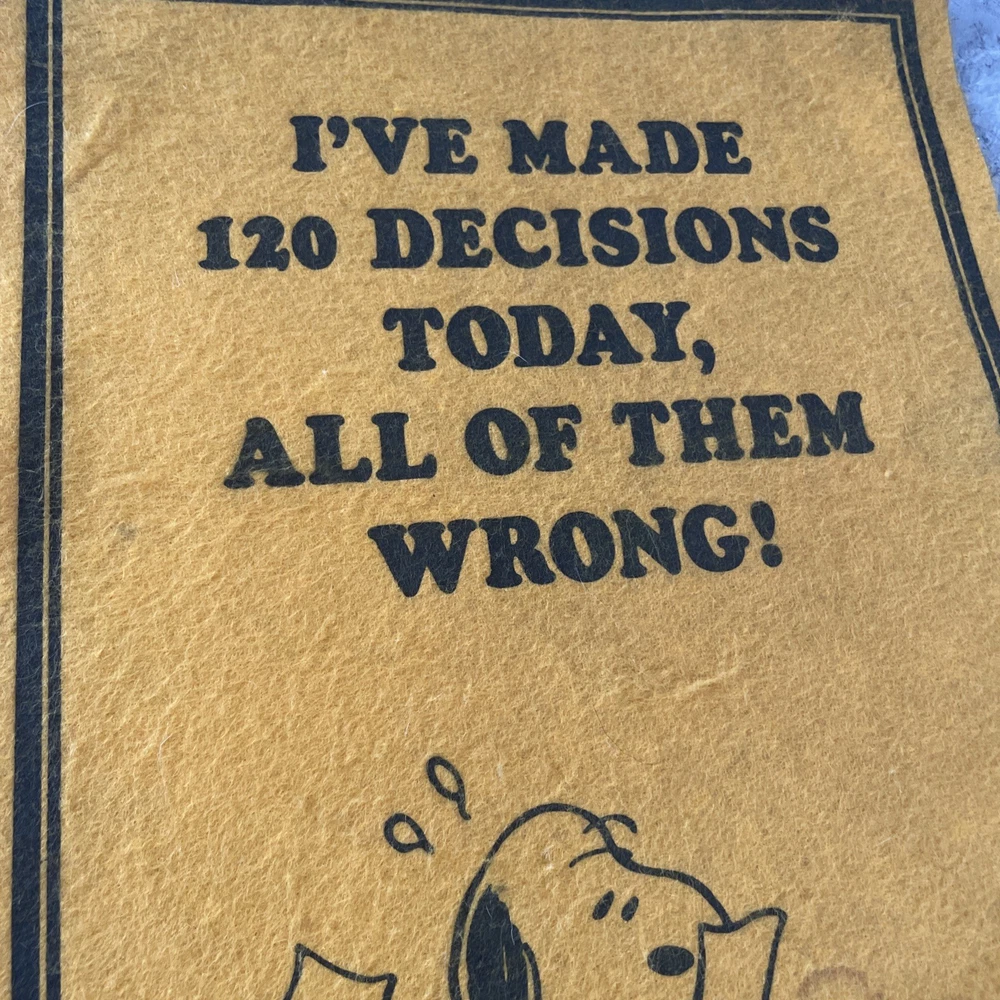 I'VE MADE
120 DECISIONS
TODAY,
ALL OF THEM
WRONG!